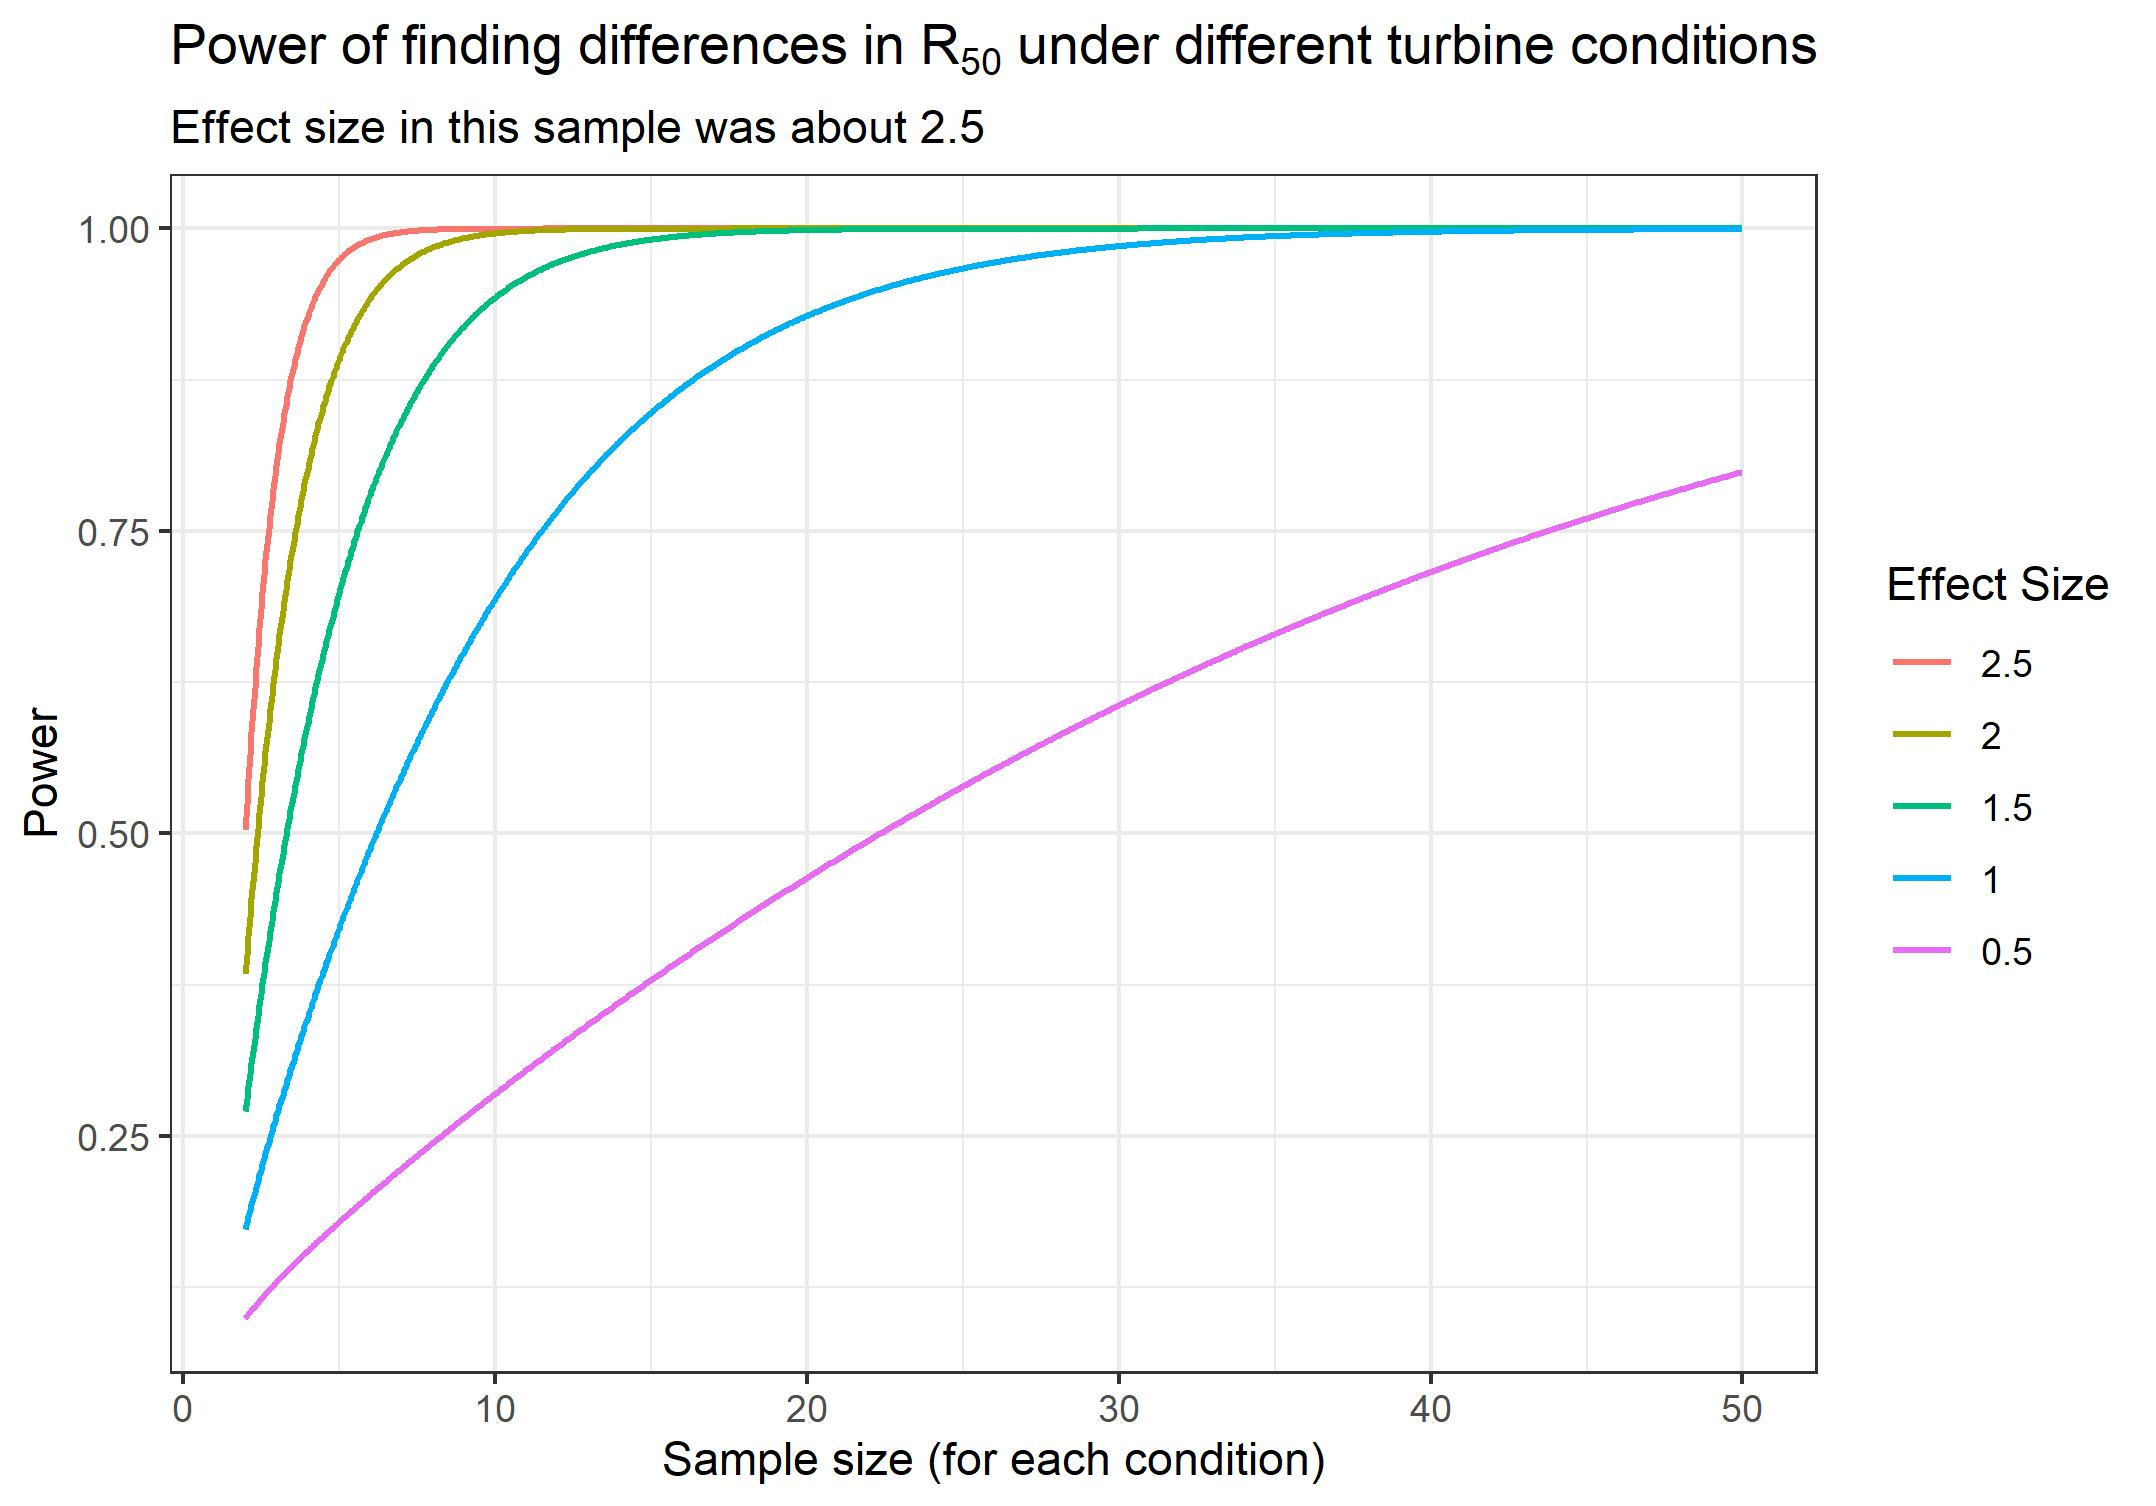 Power of finding differences in R₅₀ under different turbine conditions
Effect size in this sample was about 2.5
1.00
0.75
0.50
0.25
Power
0 10 20 30 40 50
Sample size (for each condition)
Effect Size
2.5
2
1.5
1
0.5